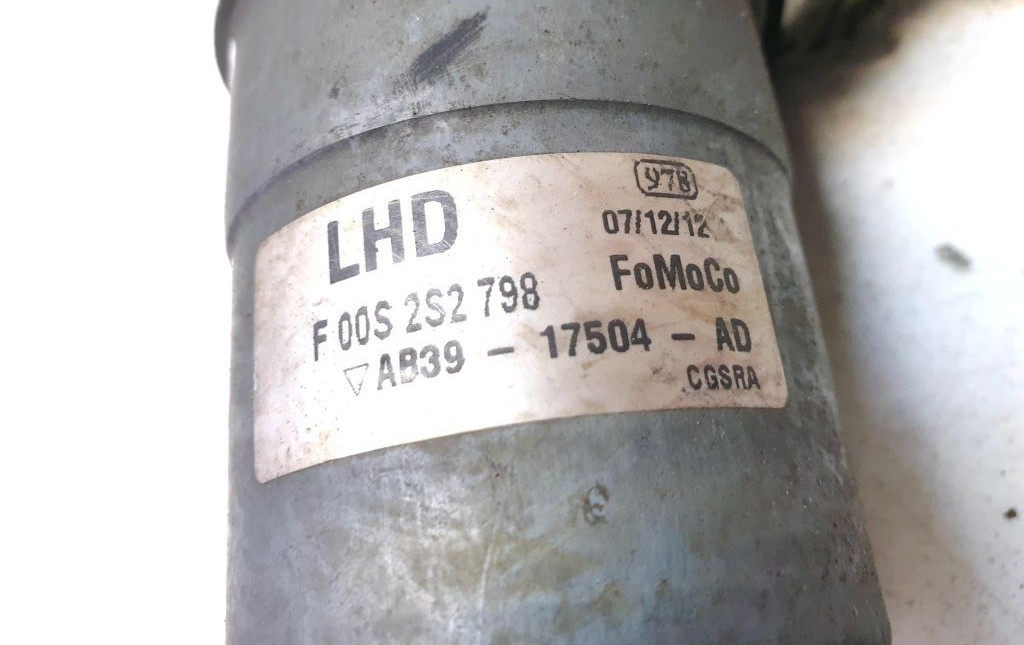 978
LHD
07/12/12
FoMoCo
F 00S 2S2 798
AB39 - 17504 - AD
CGSRA